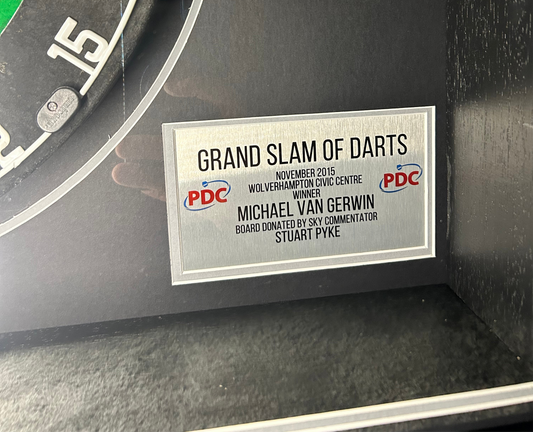 15
GRAND SLAM OF DARTS
NOVEMBER 2015
WOLVERHAMPTON CIVIC CENTRE
WINNER
PDC
PDC
MICHAEL VAN GERWIN
BOARD DONATED BY SKY COMMENTATOR
STUART PYKE